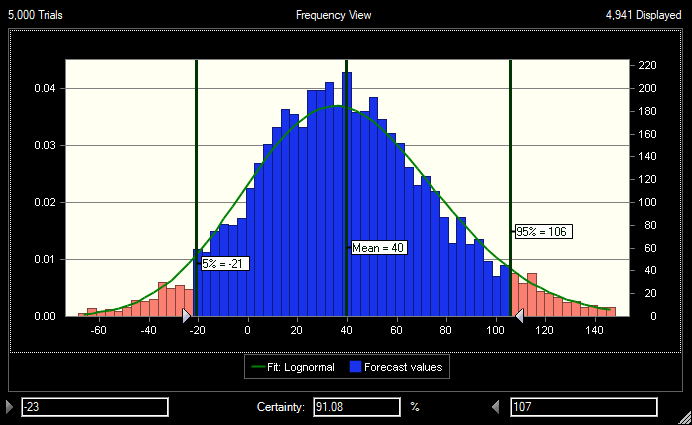 5,000 Trials Frequency View 4,941 Displayed
220
0.04 200
180
160
0.03 140
120
0.02 100
95% = 106
80
Mean = 40
60
0.01 5% = -21
40
20
0.00 0
-60 -40 -20 0 20 40 60 80 100 120 140
Fit: Lognormal Forecast values
-23 Certainty: 91.08 % 107